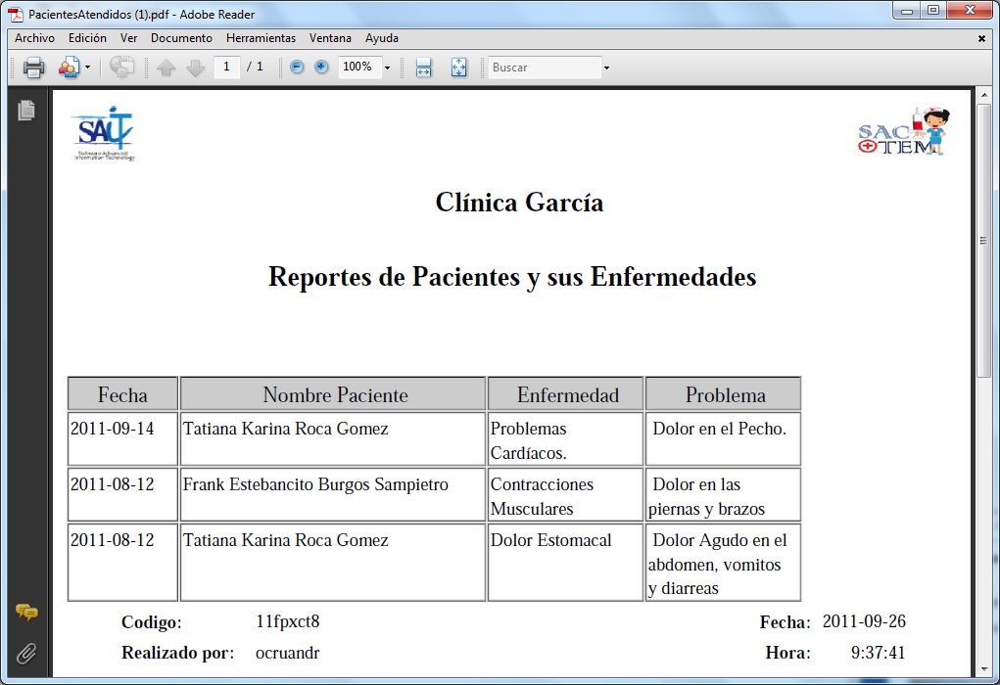 PacientesAtendidos (1).pdf - Adobe Reader
Archivo Edición Ver Documento Herramientas Ventana Ayuda
1 / 1 100% Buscar
SAIT
Software Advanced
Information Technology
SAC
OTEM
Clínica García
Reportes de Pacientes y sus Enfermedades
Fecha Nombre Paciente Enfermedad Problema
2011-09-14 Tatiana Karina Roca Gomez Problemas Dolor en el Pecho.
Cardíacos.
2011-08-12 Frank Estebancito Burgos Sampietro Contracciones Dolor en las
Musculares piernas y brazos
2011-08-12 Tatiana Karina Roca Gomez Dolor Estomacal Dolor Agudo en el
abdomen, vomitos
y diarreas
Codigo: 11fpxct8 Fecha: 2011-09-26
Realizado por: ocruandr Hora: 9:37:41